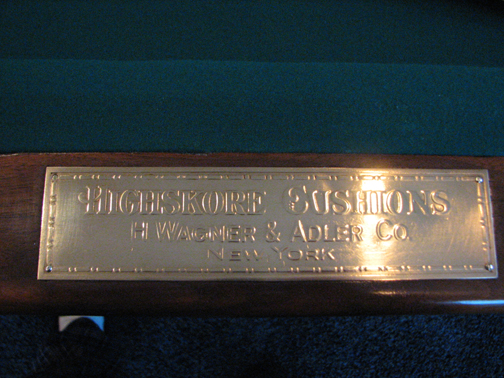 HIGHSKORE CUSHIONS
H WAGNER & ADLER CO.
NEW YORK